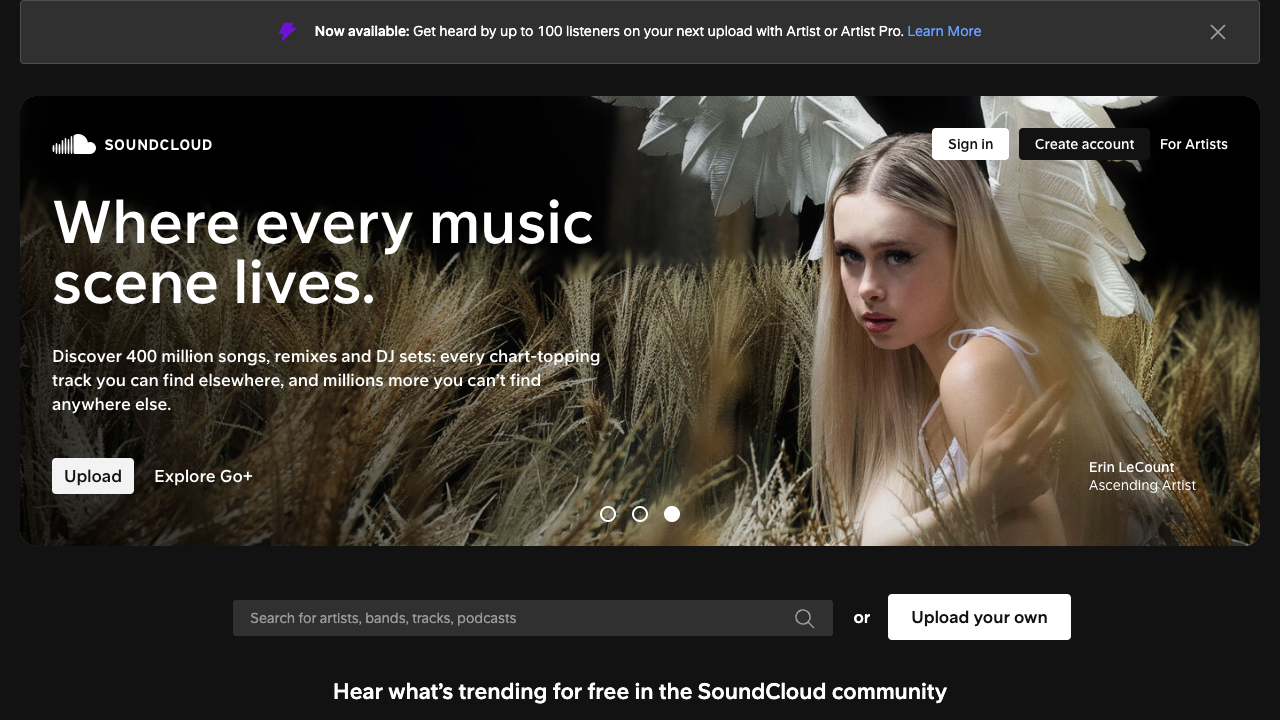 Now available: Get heard by up to 100 listeners on your next upload with Artist or Artist Pro. Learn More
SOUNDCLOUD
Sign in
Create account
For Artists
Where every music
scene lives.
Discover 400 million songs, remixes and DJ sets: every chart-topping
track you can find elsewhere, and millions more you can’t find
anywhere else.
Upload
Explore Go+
Erin LeCount
Ascending Artist
Search for artists, bands, tracks, podcasts
or
Upload your own
Hear what’s trending for free in the SoundCloud community